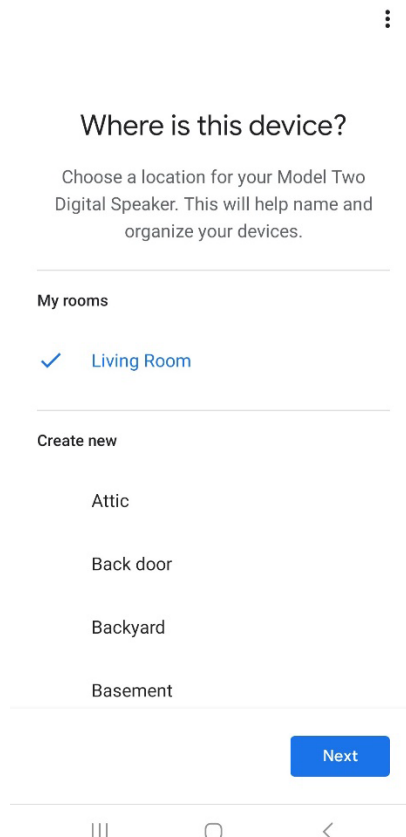 Where is this device?
Choose a location for your Model Two
Digital Speaker. This will help name and
organize your devices.
My rooms
Living Room
Create new
Attic
Back door
Backyard
Basement
Next